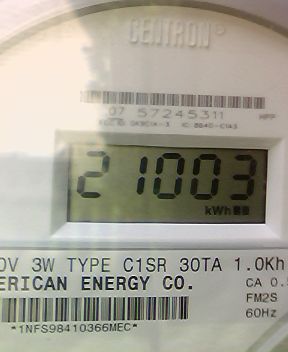 CENTRON®
07 57245311
HPP
21003
kWh
0V 3W TYPE C1SR 30TA 1.0Kh
ERICAN ENERGY CO.
CA 0.
FM2S
*1NFS98410366MEC*
60Hz